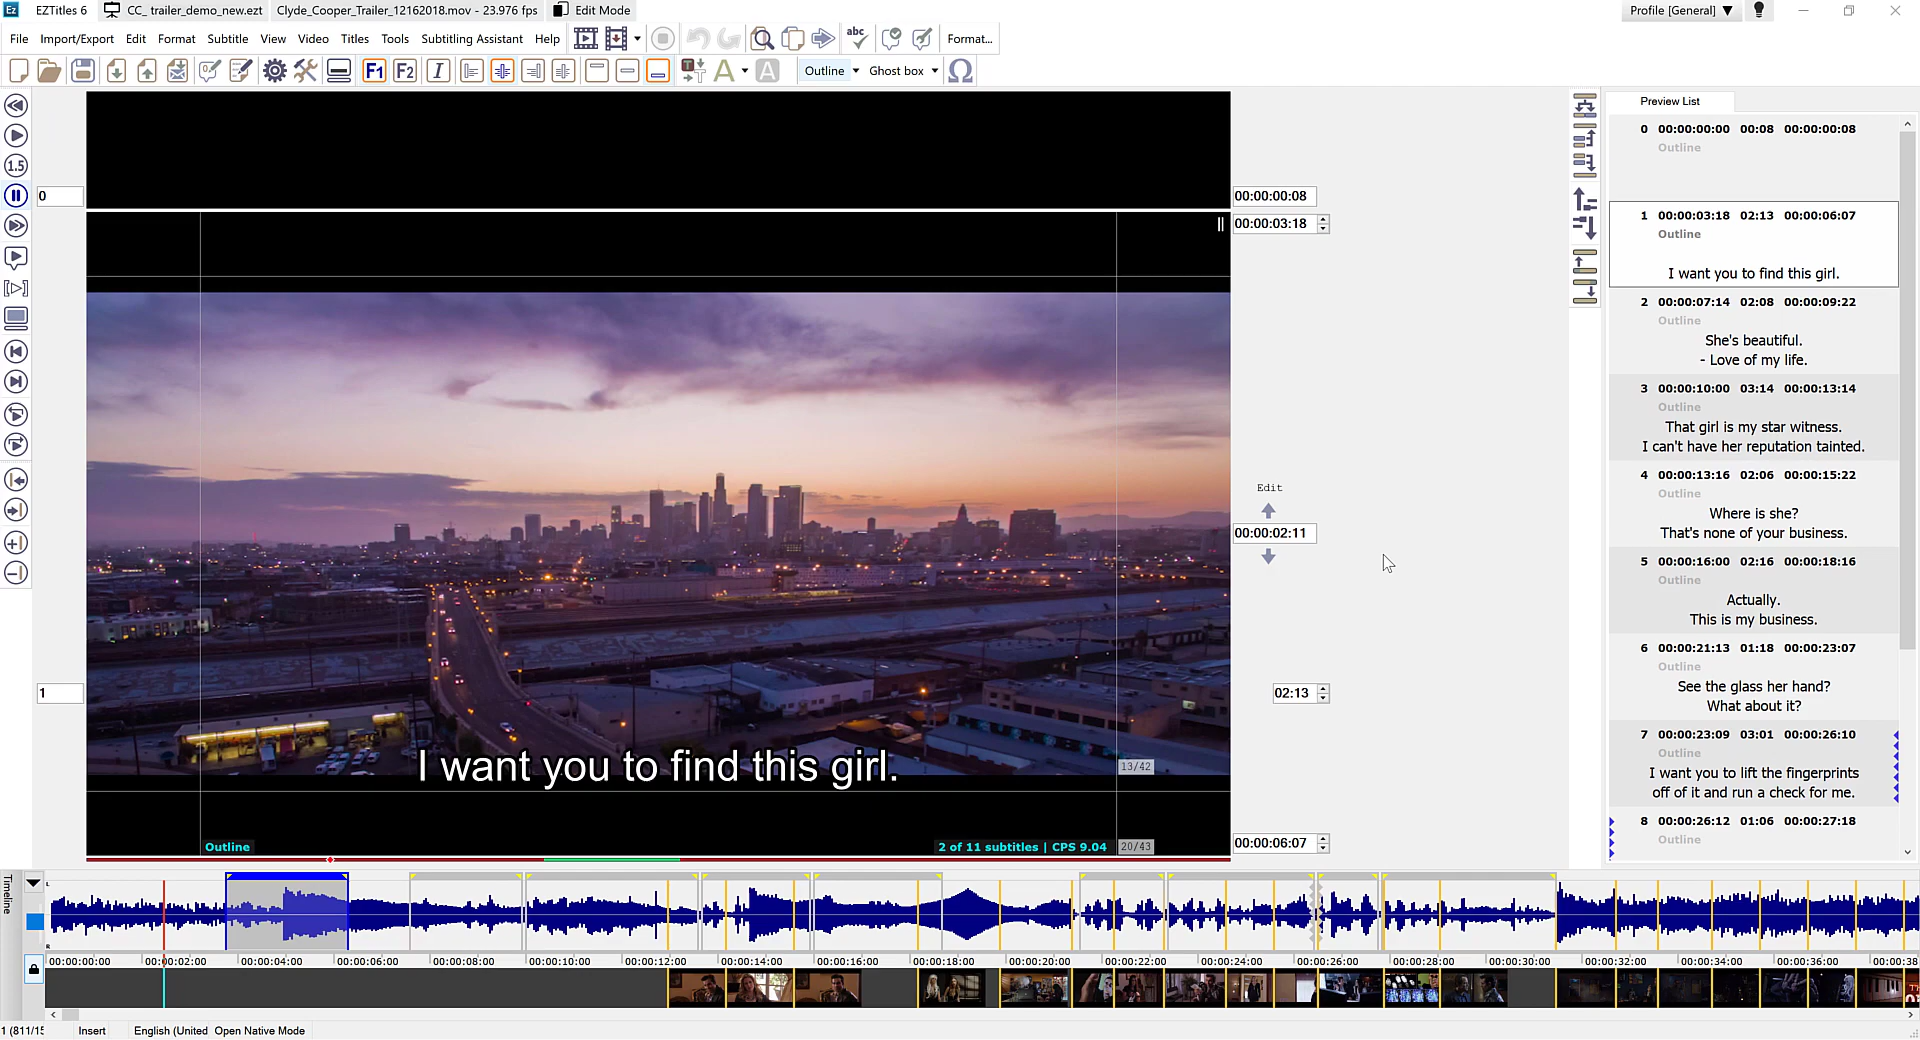 Ez EZTitles 6 CC_ trailer_demo_new.ezt Clyde_Cooper_Trailer_12162018.mov - 23.976 fps Edit Mode Profile [General]
File Import/Export Edit Format Subtitle View Video Titles Tools Subtitling Assistant Help abc Format...
F1 F2 I A A Outline Ghost box Ω
1.5
0
00:00:00:08
00:00:03:18
Edit
00:00:02:11
1
02:13
I want you to find this girl.
13/42
Outline
2 of 11 subtitles | CPS 9.04
20/43
00:00:06:07
Preview List
0 00:00:00:00 00:08 00:00:00:08
Outline
1 00:00:03:18 02:13 00:00:06:07
Outline
I want you to find this girl.
2 00:00:07:14 02:08 00:00:09:22
Outline
She's beautiful.
- Love of my life.
3 00:00:10:00 03:14 00:00:13:14
Outline
That girl is my star witness.
I can't have her reputation tainted.
4 00:00:13:16 02:06 00:00:15:22
Outline
Where is she?
That's none of your business.
5 00:00:16:00 02:16 00:00:18:16
Outline
Actually.
This is my business.
6 00:00:21:13 01:18 00:00:23:07
Outline
See the glass her hand?
What about it?
7 00:00:23:09 03:01 00:00:26:10
Outline
I want you to lift the fingerprints
off of it and run a check for me.
8 00:00:26:12 01:06 00:00:27:18
Outline
Timeline
L
R
00:00:00:00 00:00:02:00 00:00:04:00 00:00:06:00 00:00:08:00 00:00:10:00 00:00:12:00 00:00:14:00 00:00:16:00 00:00:18:00 00:00:20:00 00:00:22:00 00:00:24:00 00:00:26:00 00:00:28:00 00:00:30:00 00:00:32:00 00:00:34:00 00:00:36:00 00:00:38
1 (811/15 Insert English (United Open Native Mode